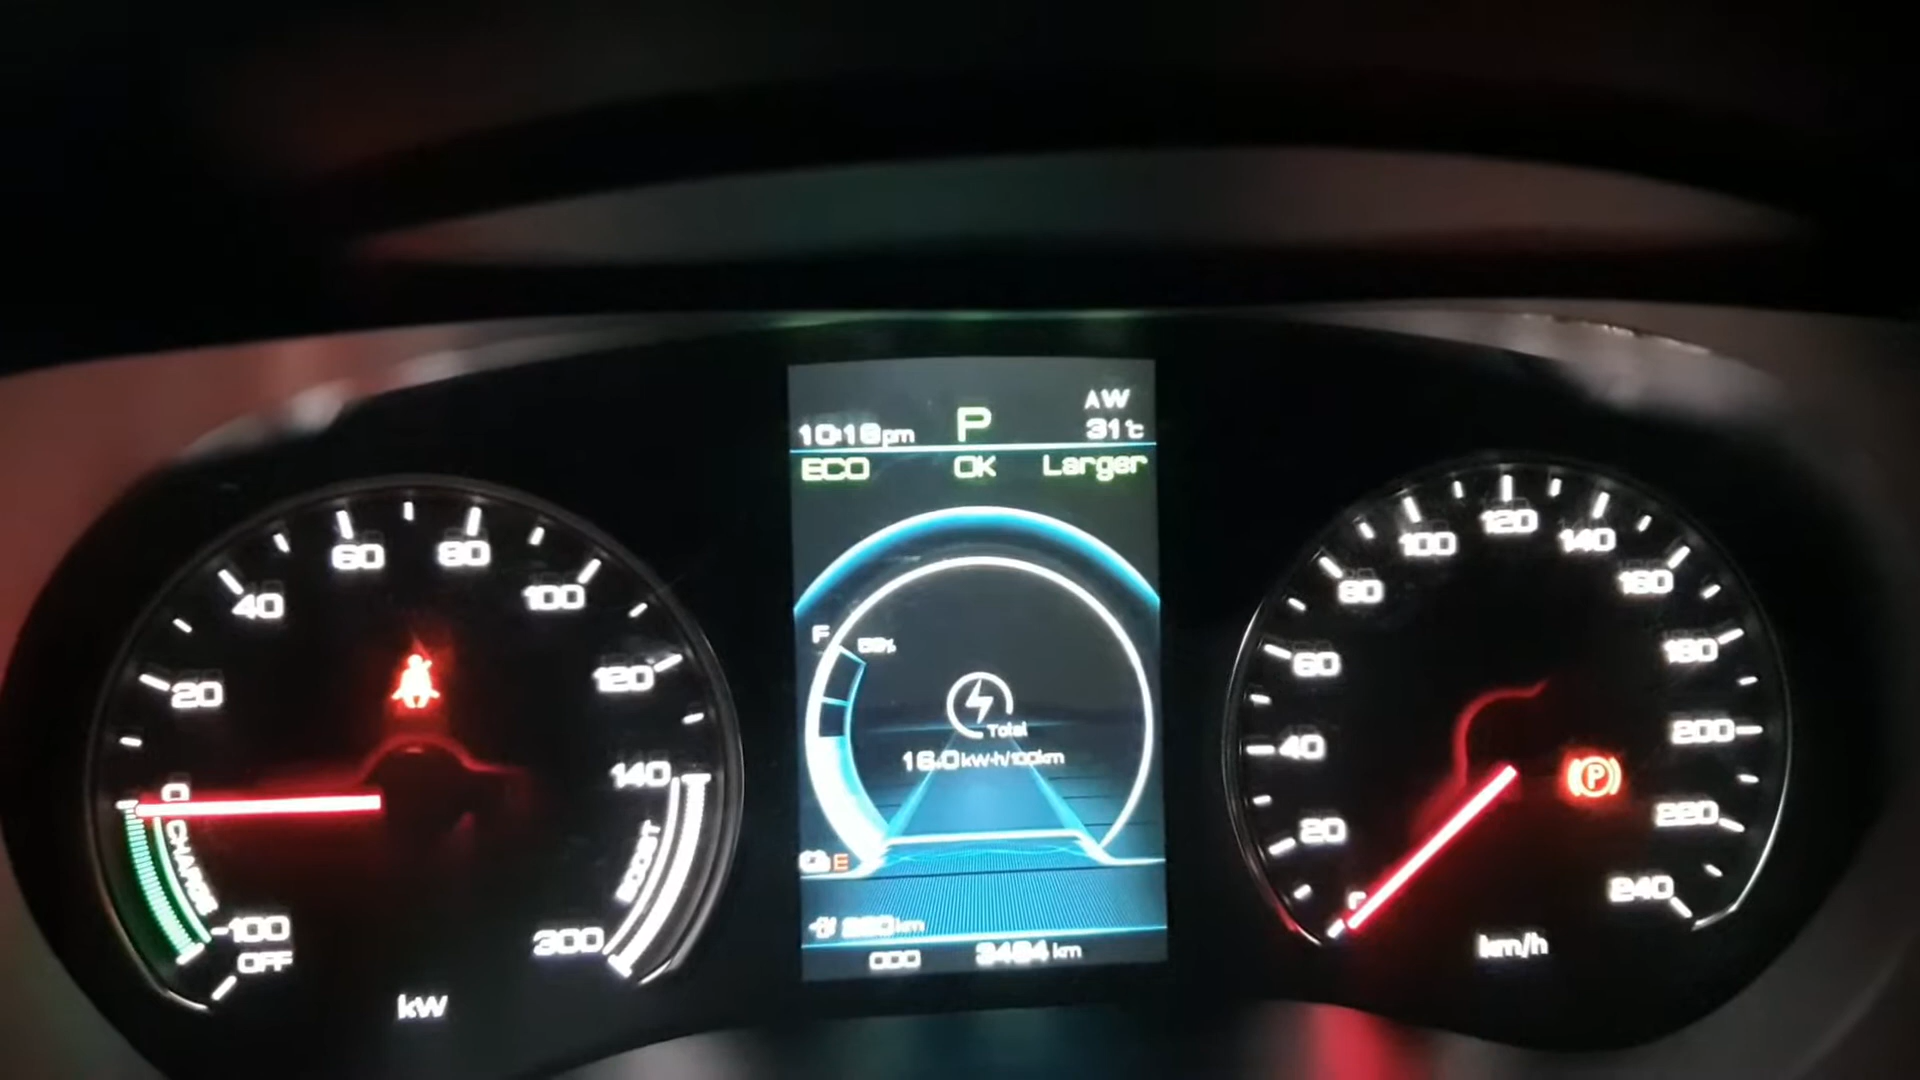 AW
10:18pm P 31℃
ECO OK Larger
F
Total
16.0kW·h/100km
E
km
ODO km
0
20
40
60
80
100
120
140
300
CHARGE
BOOST
-100
OFF
kW
20
40
60
80
100
120
140
160
180
200
220
240
km/h
P